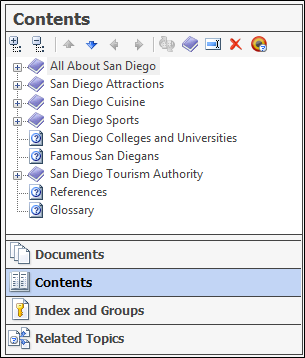 Contents
All About San Diego
San Diego Attractions
San Diego Cuisine
San Diego Sports
San Diego Colleges and Universities
Famous San Diegans
San Diego Tourism Authority
References
Glossary
Documents
Contents
Index and Groups
Related Topics